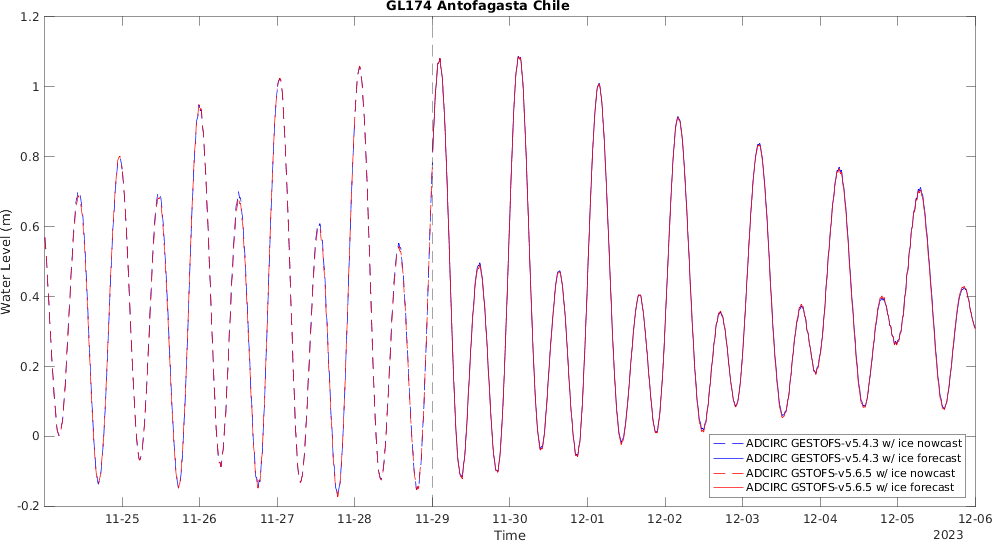 GL174 Antofagasta Chile
1.2
1
0.8
0.6
0.4
0.2
0
-0.2
Water Level (m)
11-25 11-26 11-27 11-28 11-29 11-30 12-01 12-02 12-03 12-04 12-05 12-06
Time
2023
ADCIRC GESTOFS-v5.4.3 w/ ice nowcast
ADCIRC GESTOFS-v5.4.3 w/ ice forecast
ADCIRC GSTOFS-v5.6.5 w/ ice nowcast
ADCIRC GSTOFS-v5.6.5 w/ ice forecast